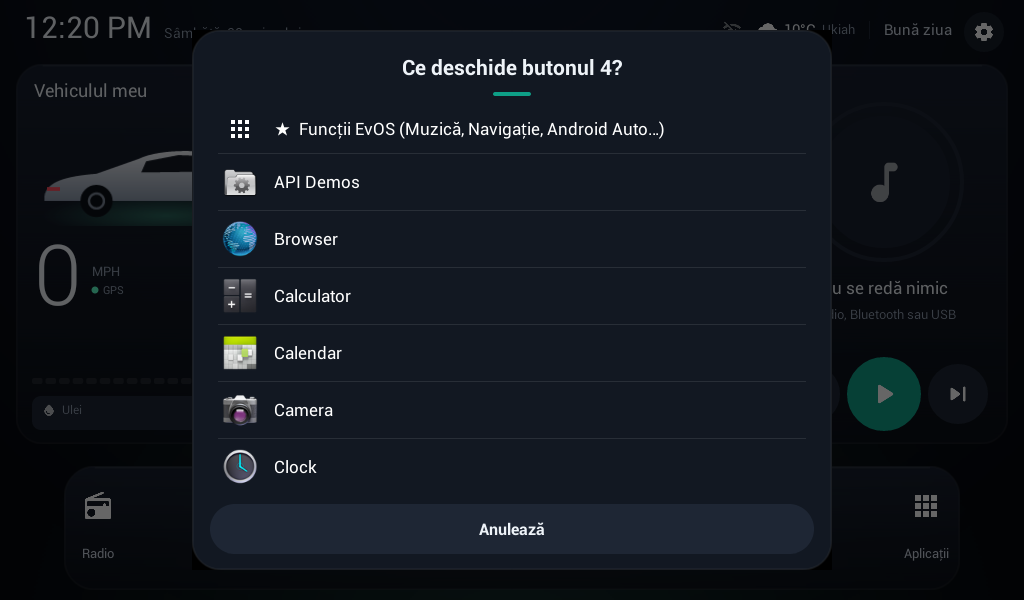 12:20 PM
10°C Ukiah
Bună ziua
Vehiculul meu
Ce deschide butonul 4?
★ Funcții EvOS (Muzică, Navigație, Android Auto...)
API Demos
Browser
Calculator
Calendar
Camera
Clock
Anulează
0
MPH
GPS
Ulei
u se redă nimic
dio, Bluetooth sau USB
Radio
Aplicații